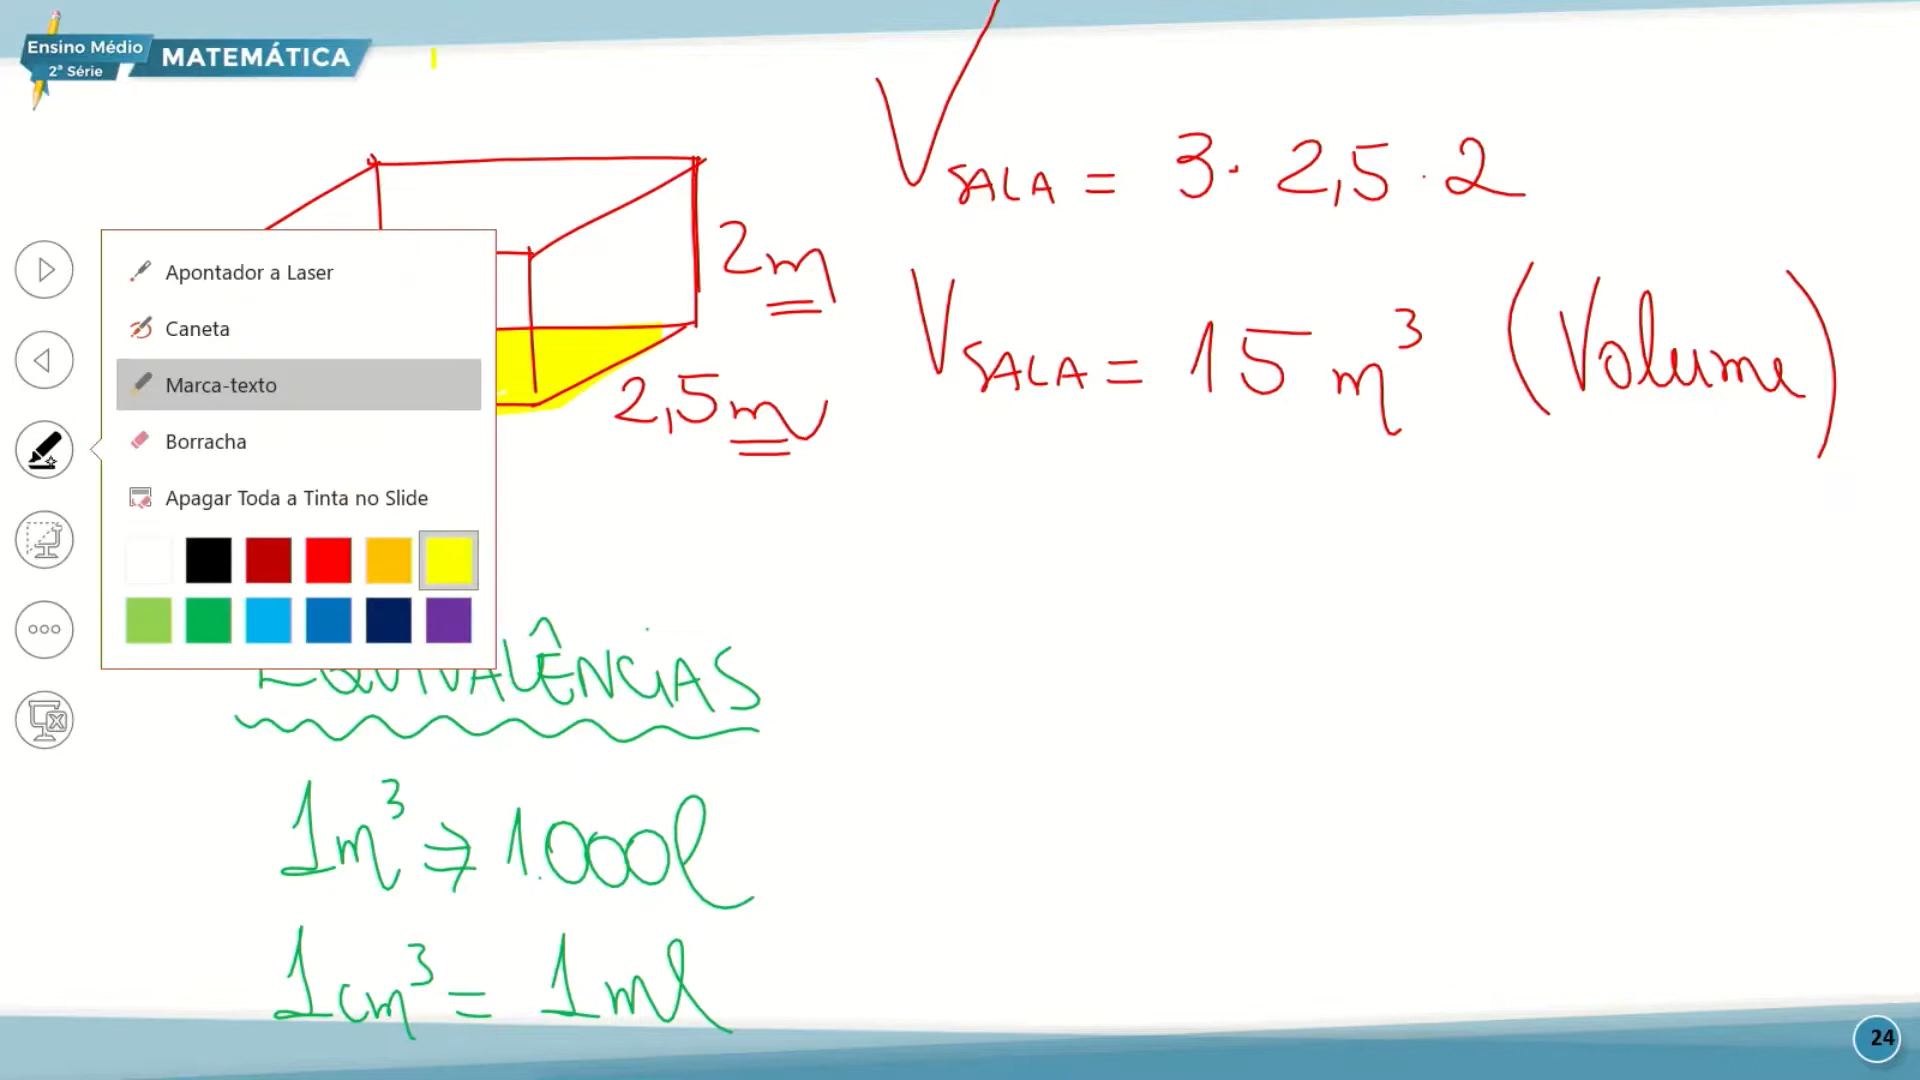 Ensino Médio
2ª Série
MATEMÁTICA
V SALA = 3 · 2,5 · 2
2m
V SALA = 15 m³ (Volume)
2,5m
Apontador a Laser
Caneta
Marca-texto
Borracha
Apagar Toda a Tinta no Slide
EQUIVALÊNCIAS
1m³ ⇒ 1.000l
1cm³ = 1ml
24